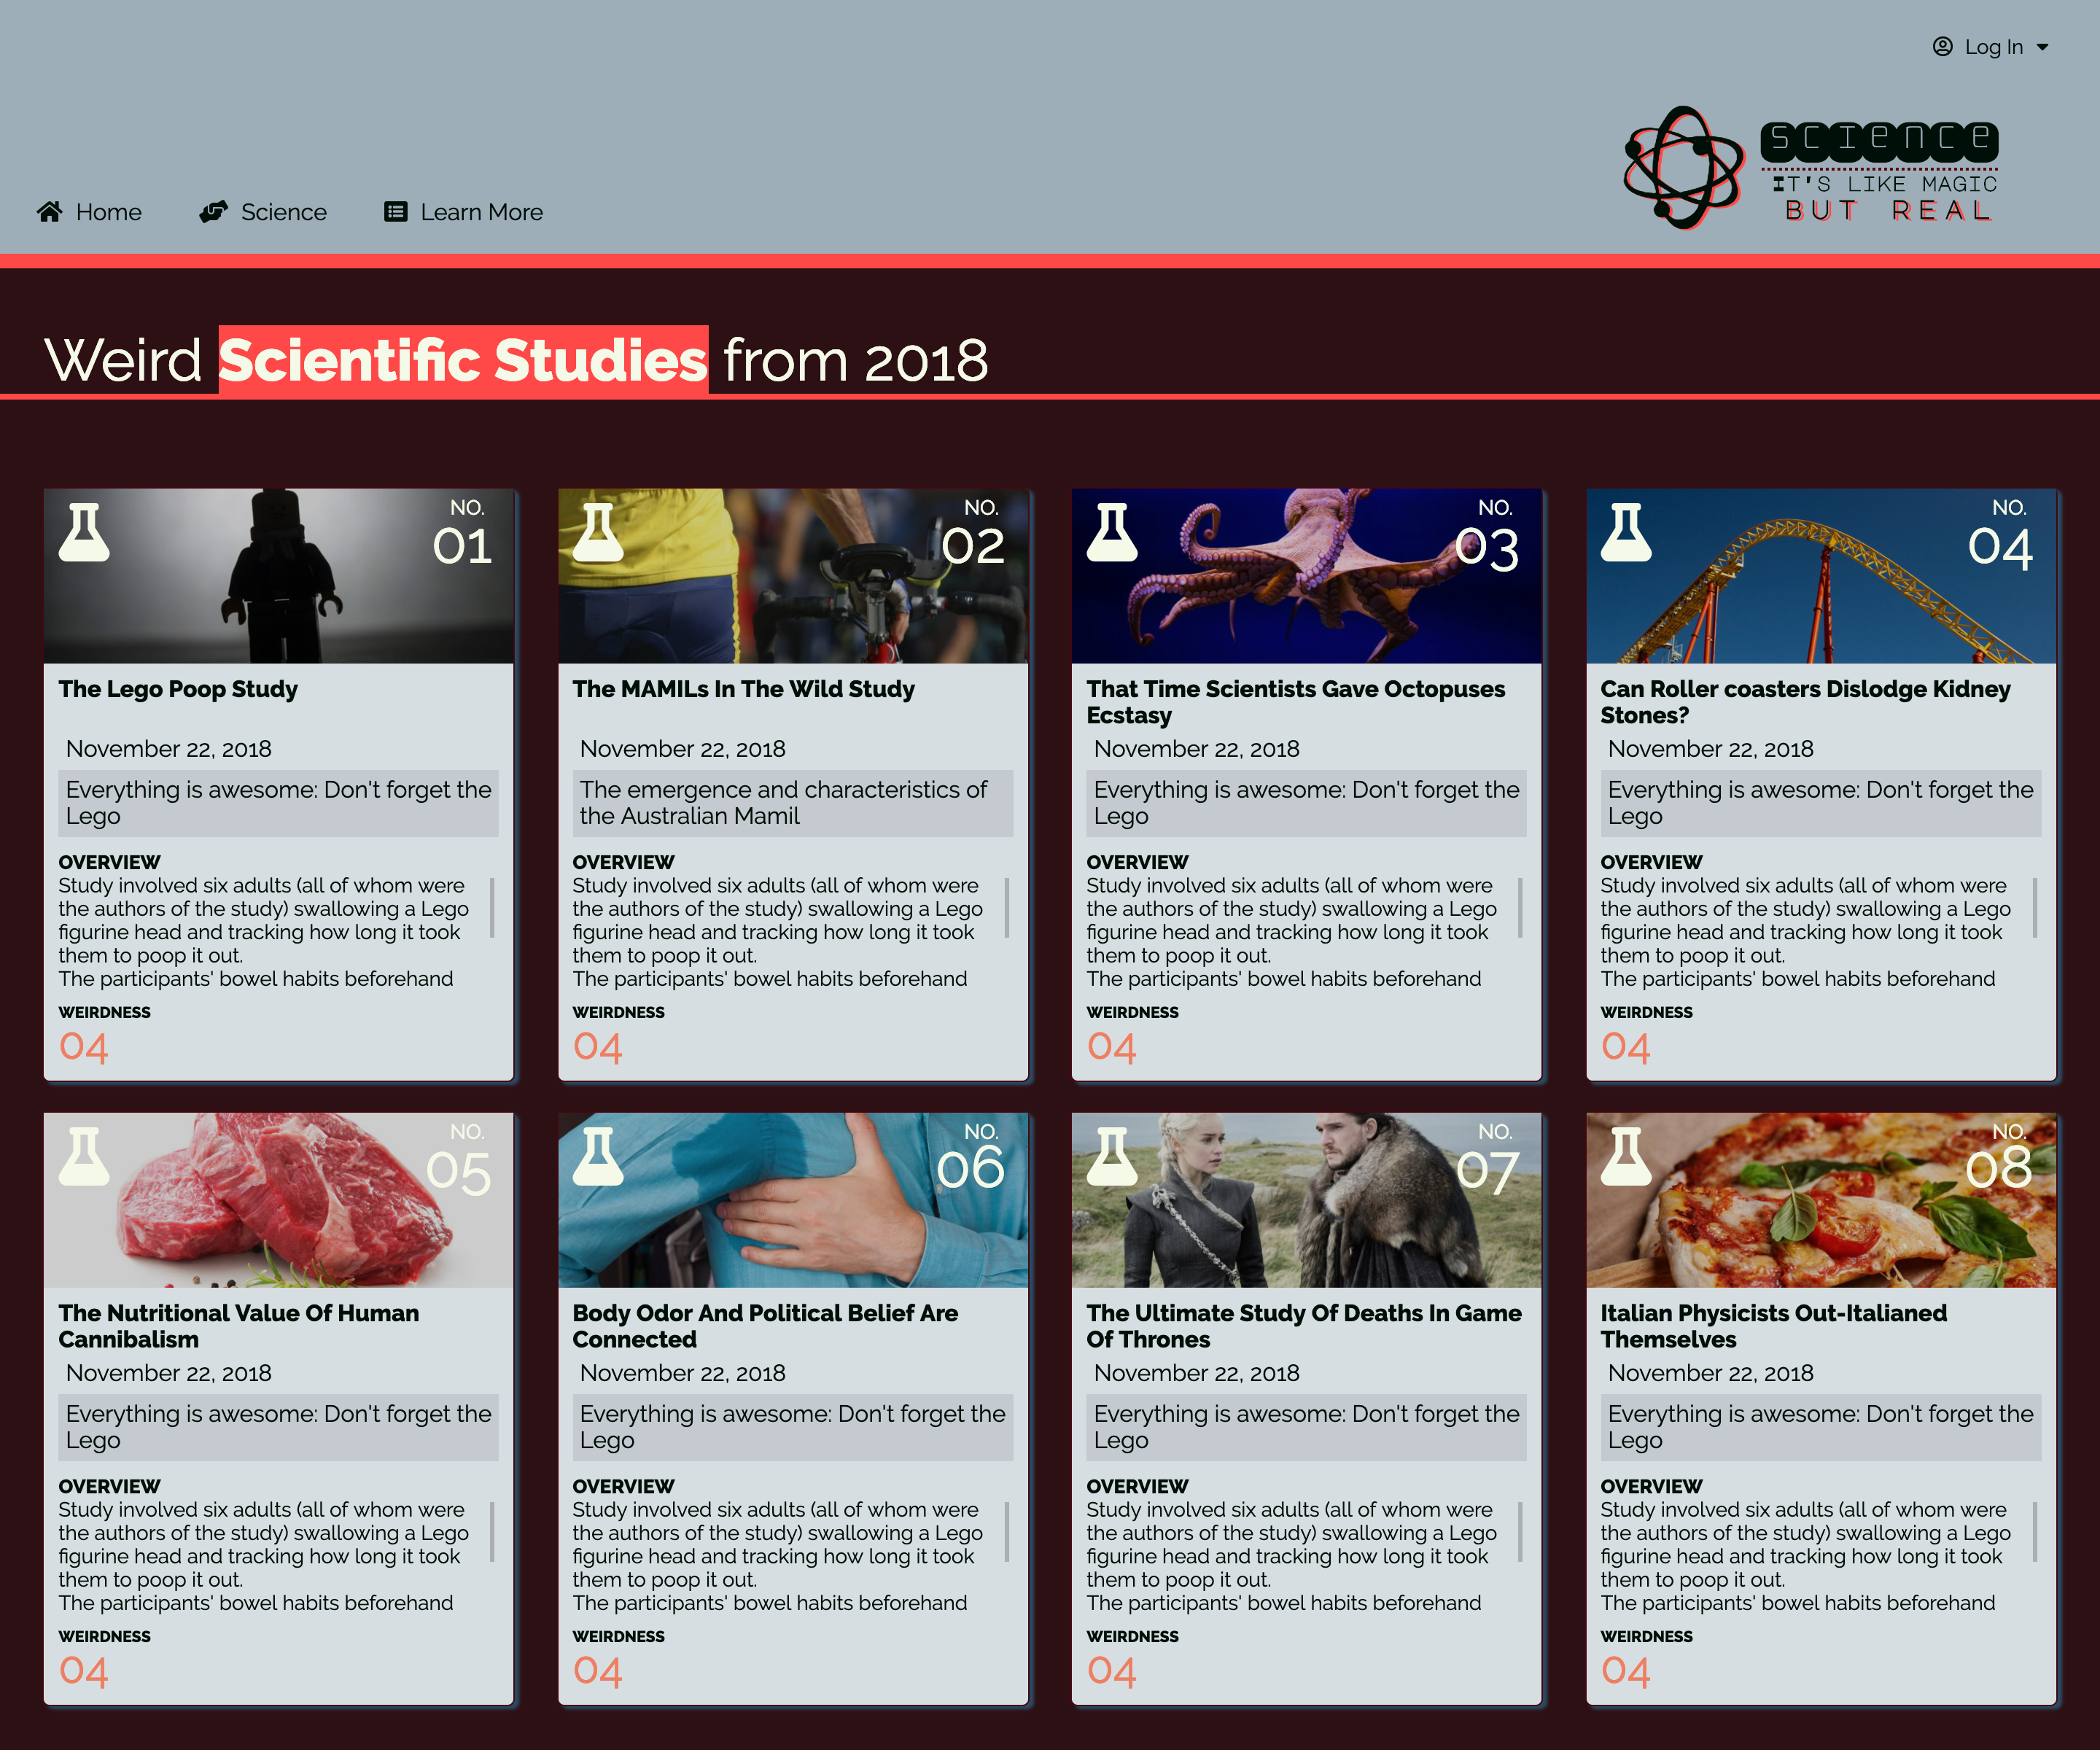 Log In
science
IT'S LIKE MAGIC
BUT REAL
Home
Science
Learn More
Weird Scientific Studies from 2018
NO.
01
The Lego Poop Study
November 22, 2018
Everything is awesome: Don't forget the
Lego
OVERVIEW
Study involved six adults (all of whom were
the authors of the study) swallowing a Lego
figurine head and tracking how long it took
them to poop it out.
The participants' bowel habits beforehand
WEIRDNESS
04
NO.
02
The MAMILs In The Wild Study
November 22, 2018
The emergence and characteristics of
the Australian Mamil
OVERVIEW
Study involved six adults (all of whom were
the authors of the study) swallowing a Lego
figurine head and tracking how long it took
them to poop it out.
The participants' bowel habits beforehand
WEIRDNESS
04
NO.
03
That Time Scientists Gave Octopuses
Ecstasy
November 22, 2018
Everything is awesome: Don't forget the
Lego
OVERVIEW
Study involved six adults (all of whom were
the authors of the study) swallowing a Lego
figurine head and tracking how long it took
them to poop it out.
The participants' bowel habits beforehand
WEIRDNESS
04
NO.
04
Can Roller coasters Dislodge Kidney
Stones?
November 22, 2018
Everything is awesome: Don't forget the
Lego
OVERVIEW
Study involved six adults (all of whom were
the authors of the study) swallowing a Lego
figurine head and tracking how long it took
them to poop it out.
The participants' bowel habits beforehand
WEIRDNESS
04
NO.
05
The Nutritional Value Of Human
Cannibalism
November 22, 2018
Everything is awesome: Don't forget the
Lego
OVERVIEW
Study involved six adults (all of whom were
the authors of the study) swallowing a Lego
figurine head and tracking how long it took
them to poop it out.
The participants' bowel habits beforehand
WEIRDNESS
04
NO.
06
Body Odor And Political Belief Are
Connected
November 22, 2018
Everything is awesome: Don't forget the
Lego
OVERVIEW
Study involved six adults (all of whom were
the authors of the study) swallowing a Lego
figurine head and tracking how long it took
them to poop it out.
The participants' bowel habits beforehand
WEIRDNESS
04
NO.
07
The Ultimate Study Of Deaths In Game
Of Thrones
November 22, 2018
Everything is awesome: Don't forget the
Lego
OVERVIEW
Study involved six adults (all of whom were
the authors of the study) swallowing a Lego
figurine head and tracking how long it took
them to poop it out.
The participants' bowel habits beforehand
WEIRDNESS
04
NO.
08
Italian Physicists Out-Italianed
Themselves
November 22, 2018
Everything is awesome: Don't forget the
Lego
OVERVIEW
Study involved six adults (all of whom were
the authors of the study) swallowing a Lego
figurine head and tracking how long it took
them to poop it out.
The participants' bowel habits beforehand
WEIRDNESS
04